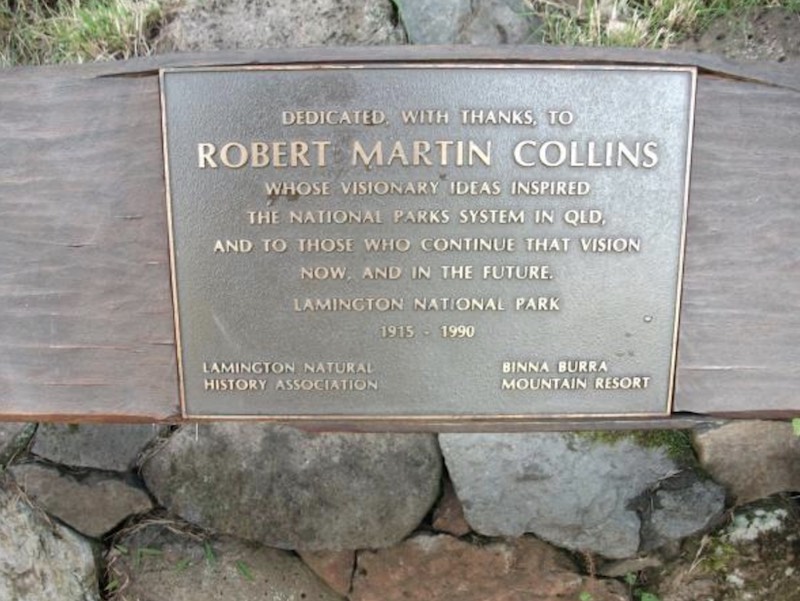 DEDICATED, WITH THANKS, TO
ROBERT MARTIN COLLINS
WHOSE VISIONARY IDEAS INSPIRED
THE NATIONAL PARKS SYSTEM IN QLD,
AND TO THOSE WHO CONTINUE THAT VISION
NOW, AND IN THE FUTURE.
LAMINGTON NATIONAL PARK
1915 - 1990
LAMINGTON NATURAL
HISTORY ASSOCIATION
BINNA BURRA
MOUNTAIN RESORT